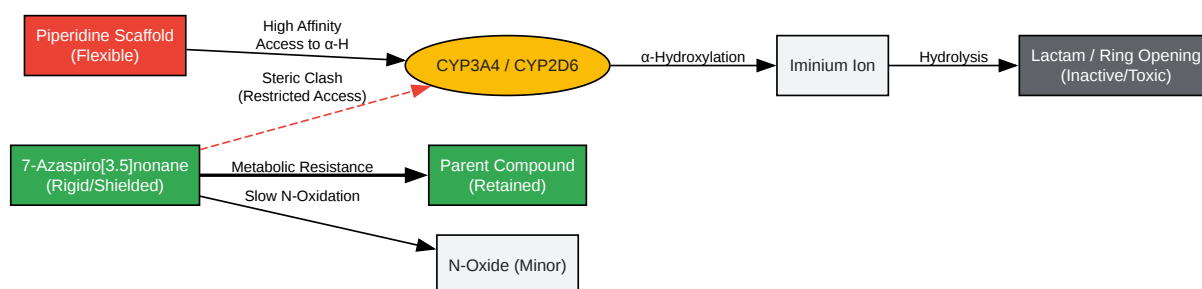 Piperidine Scaffold
(Flexible)
High Affinity
Access to α-H
CYP3A4 / CYP2D6
α-Hydroxylation
Iminium Ion
Hydrolysis
Lactam / Ring Opening
(Inactive/Toxic)
Steric Clash
(Restricted Access)
7-Azaspiro[3.5]nonane
(Rigid/Shielded)
Metabolic Resistance
Parent Compound
(Retained)
Slow N-Oxidation
N-Oxide (Minor)